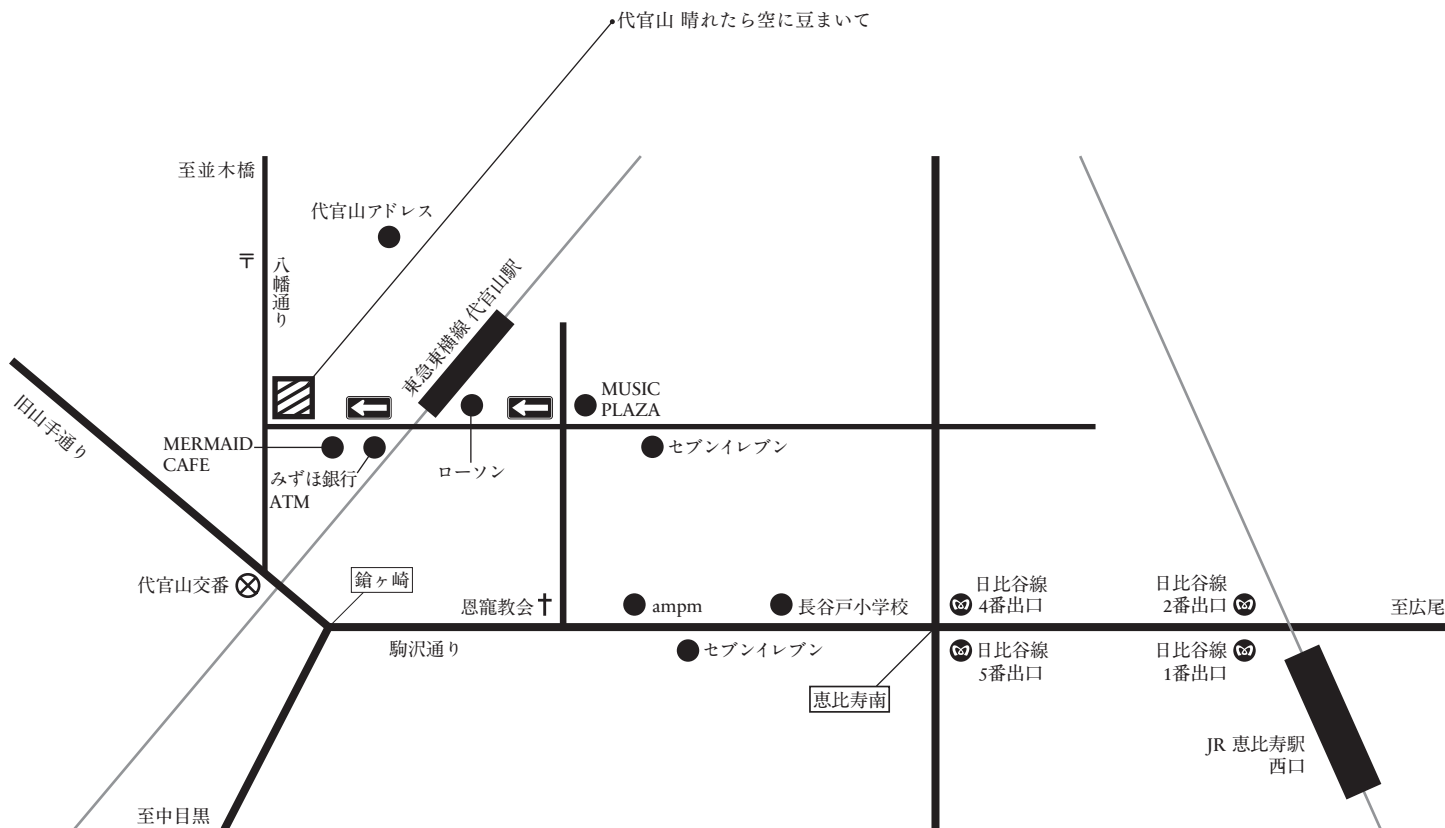 代官山 晴れたら空に豆まいて
至並木橋
代官山アドレス
〒
八幡通り
東急東横線 代官山駅
旧山手通り
MUSIC
PLAZA
MERMAID
CAFE
みずほ銀行
ATM
ローソン
セブンイレブン
代官山交番
鎗ヶ崎
恩寵教会
ampm
長谷戸小学校
日比谷線
4番出口
日比谷線
2番出口
至広尾
駒沢通り
セブンイレブン
日比谷線
5番出口
日比谷線
1番出口
恵比寿南
JR 恵比寿駅
西口
至中目黒